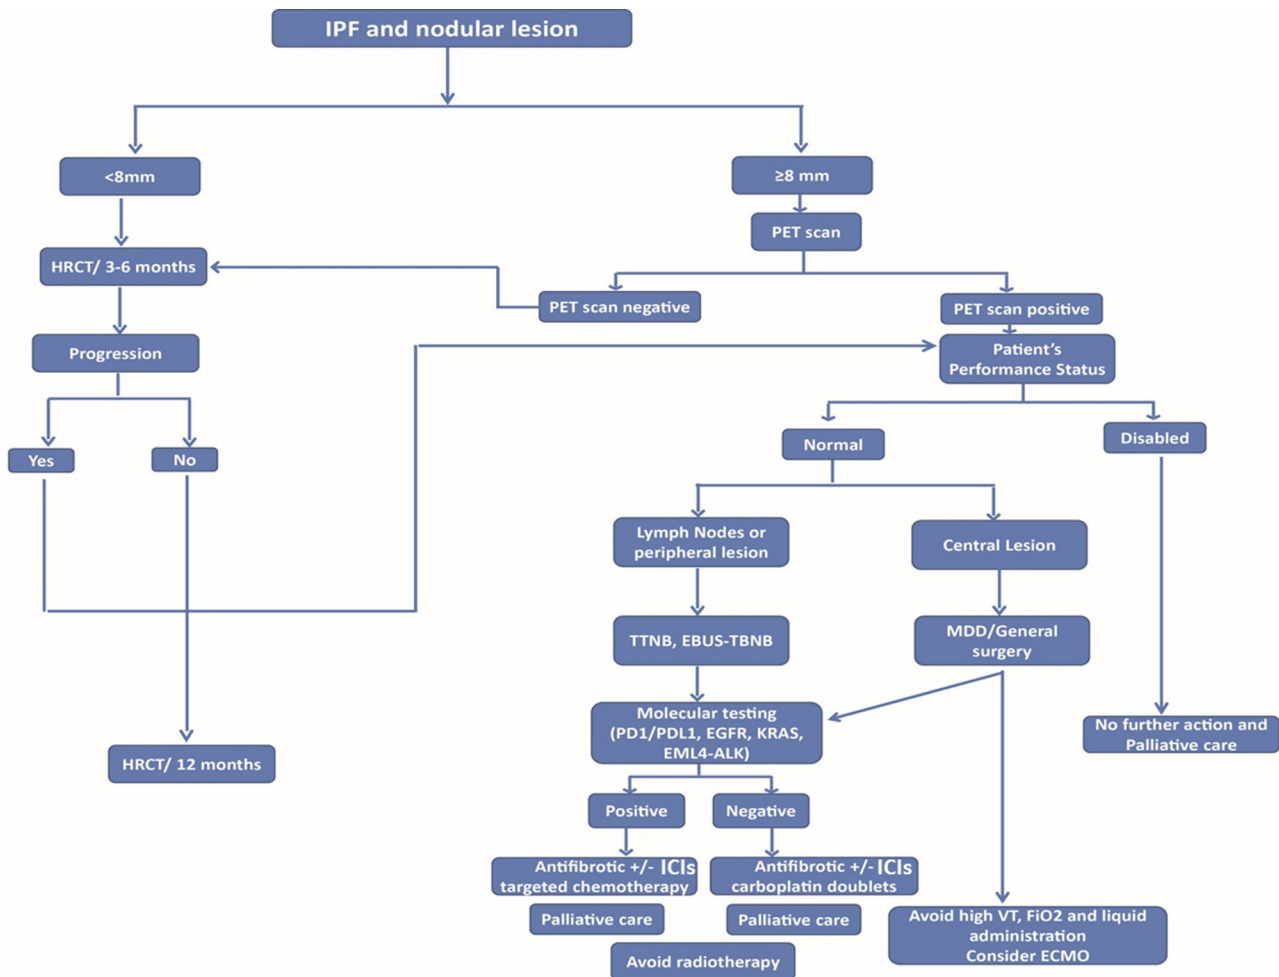 IPF and nodular lesion
<8mm
≥8 mm
PET scan
HRCT/ 3-6 months
PET scan negative
PET scan positive
Progression
Patient's
Performance Status
Yes
No
Normal
Disabled
Lymph Nodes or
peripheral lesion
Central Lesion
TTNB, EBUS-TBNB
MDD/General
surgery
Molecular testing
(PD1/PDL1, EGFR, KRAS,
EML4-ALK)
No further action and
Palliative care
HRCT/ 12 months
Positive
Negative
Antifibrotic +/- ICIs
targeted chemotherapy
Antifibrotic +/- ICIs
carboplatin doublets
Palliative care
Palliative care
Avoid high VT, FiO2 and liquid
administration
Consider ECMO
Avoid radiotherapy